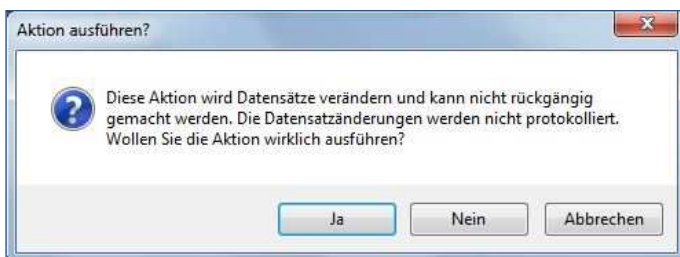 Aktion ausführen?
Diese Aktion wird Datensätze verändern und kann nicht rückgängig
gemacht werden. Die Datensatzänderungen werden nicht protokolliert.
Wollen Sie die Aktion wirklich ausführen?
Ja Nein Abbrechen